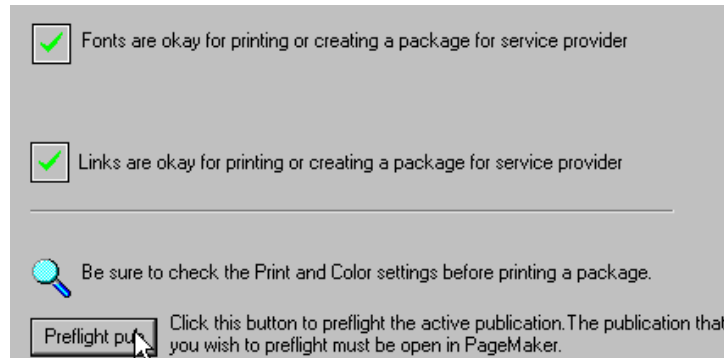 Fonts are okay for printing or creating a package for service provider
Links are okay for printing or creating a package for service provider
Be sure to check the Print and Color settings before printing a package.
Preflight pub
Click this button to preflight the active publication. The publication that
you wish to preflight must be open in PageMaker.